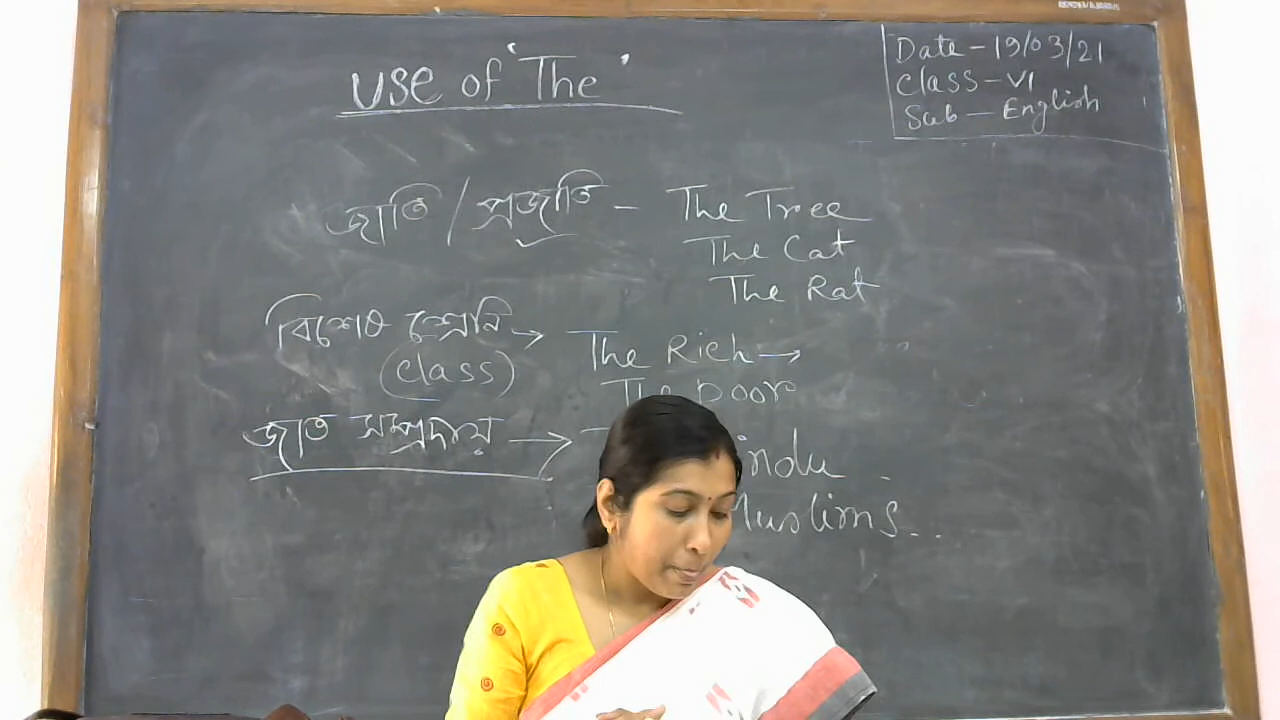 Use of 'The'
Date - 19/03/21
Class - VI
Sub - English
জাতি / প্রজাতি - The Tree
The Cat
The Rat
বিশেষ শ্রেনি → The Rich →
(class) The poor
জাত সম্প্রদায় →
Muslims..